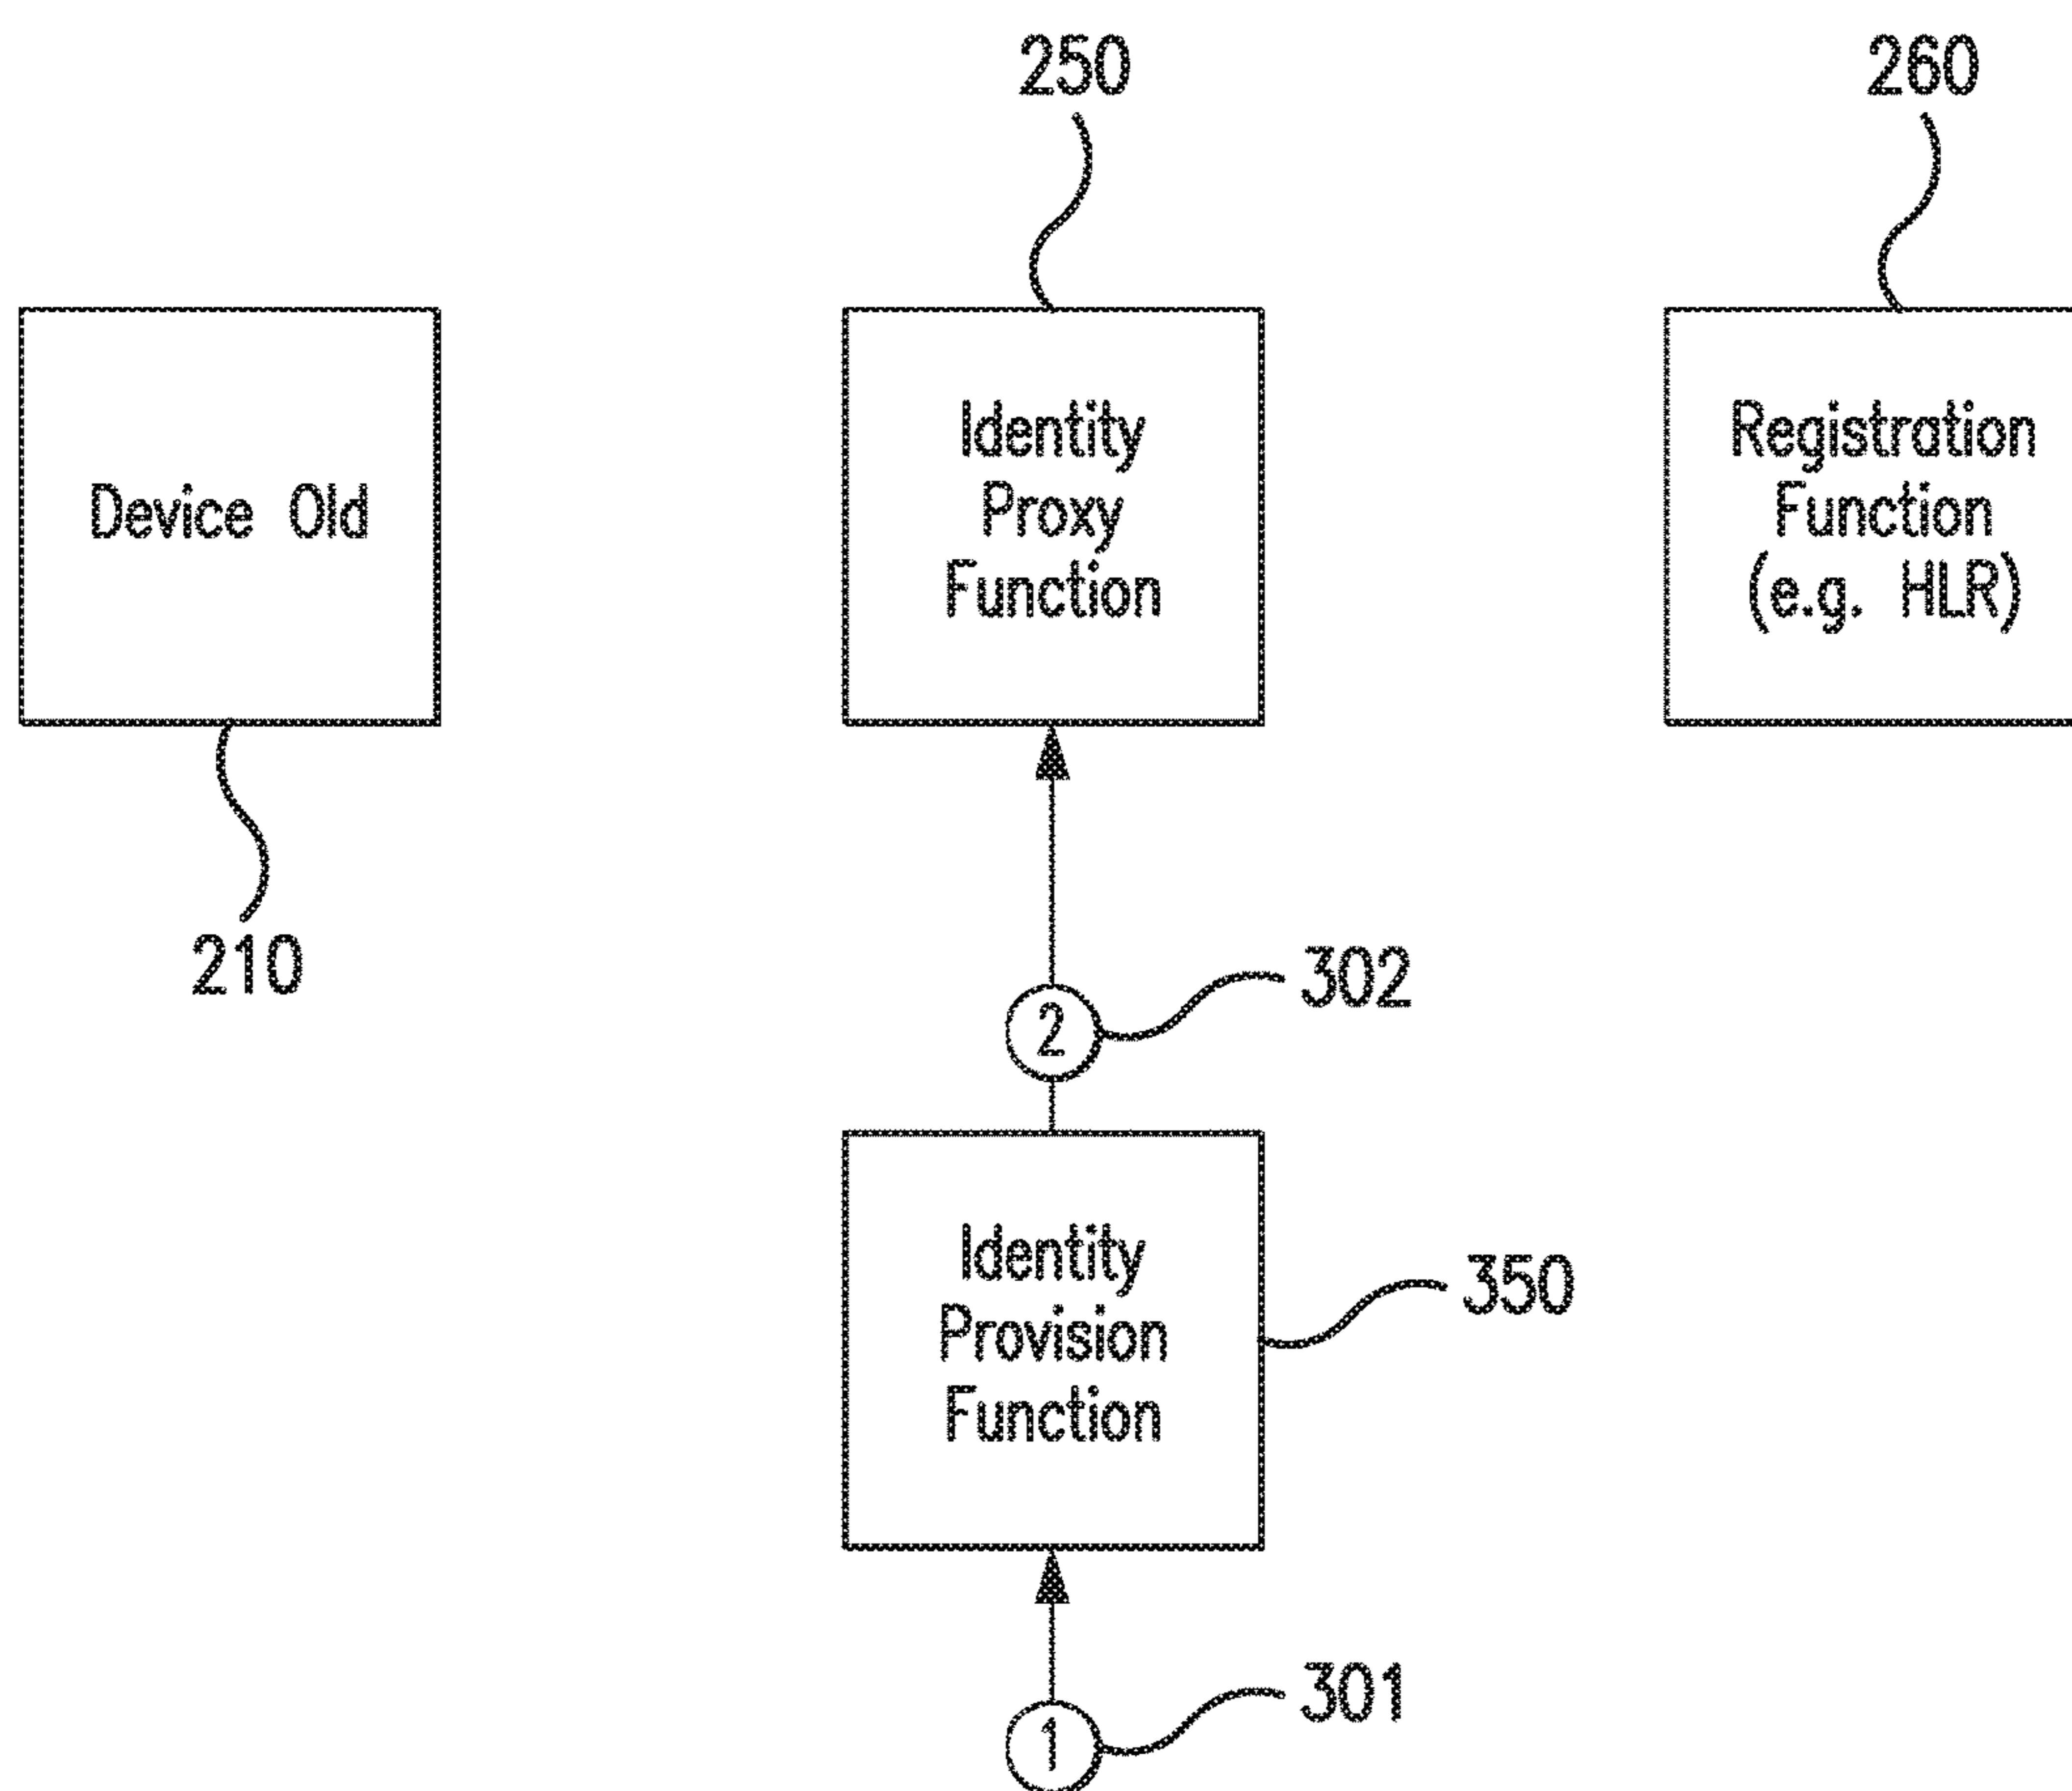 250
260
Device Old
Identity
Proxy
Function
Registration
Function
(e.g. HLR)
210
302
2
Identity
Provision
Function
350
301
1